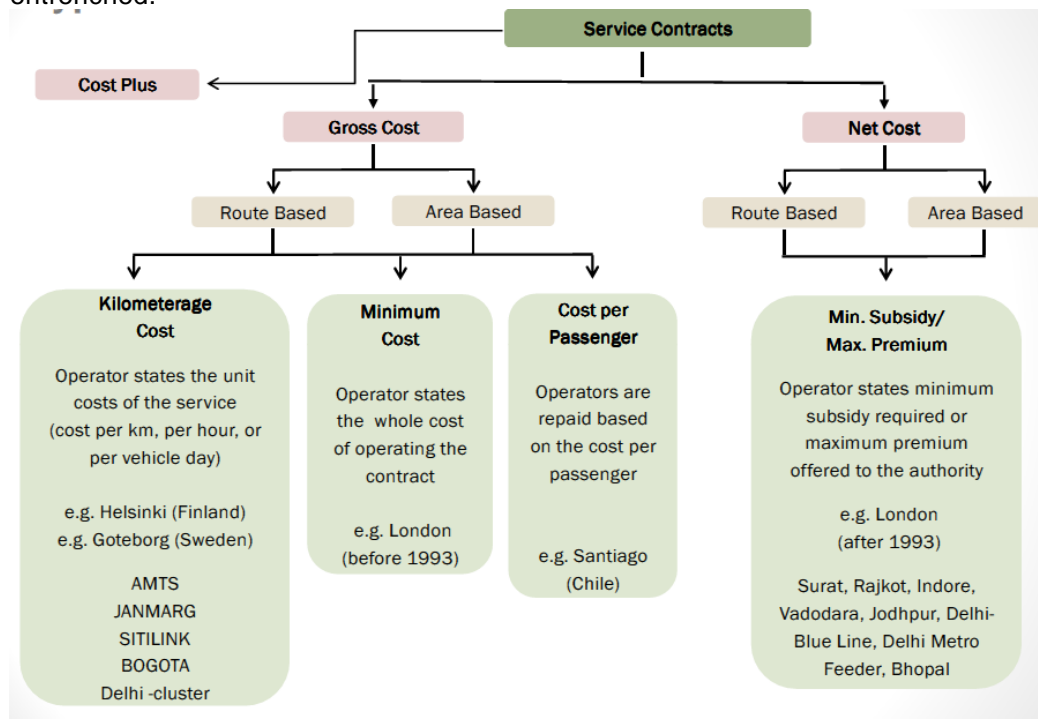 Service Contracts
Cost Plus
Gross Cost
Net Cost
Route Based
Area Based
Route Based
Area Based
Kilometerage
Cost
Operator states the unit
costs of the service
(cost per km, per hour, or
per vehicle day)
e.g. Helsinki (Finland)
e.g. Goteborg (Sweden)
AMTS
JANMARG
SITILINK
BOGOTA
Delhi -cluster
Minimum
Cost
Operator states
the whole cost
of operating the
contract
e.g. London
(before 1993)
Cost per
Passenger
Operators are
repaid based
on the cost per
passenger
e.g. Santiago
(Chile)
Min. Subsidy/
Max. Premium
Operator states minimum
subsidy required or
maximum premium
offered to the authority
e.g. London
(after 1993)
Surat, Rajkot, Indore,
Vadodara, Jodhpur, Delhi-
Blue Line, Delhi Metro
Feeder, Bhopal